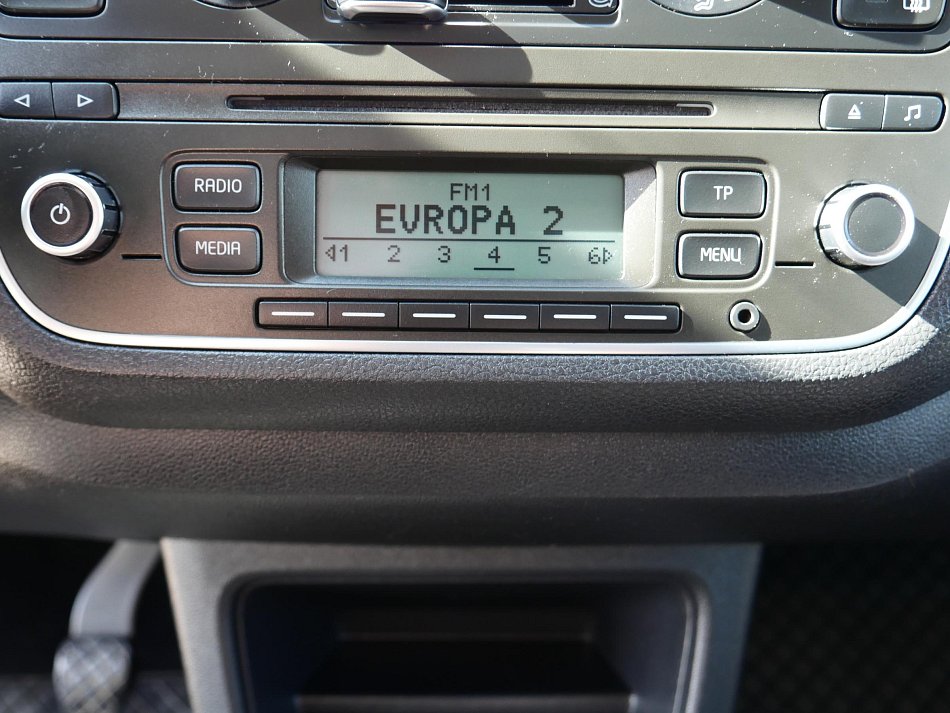 RADIO
MEDIA
FM1
EVROPA 2
1 2 3 4 5 6
TP
MENU